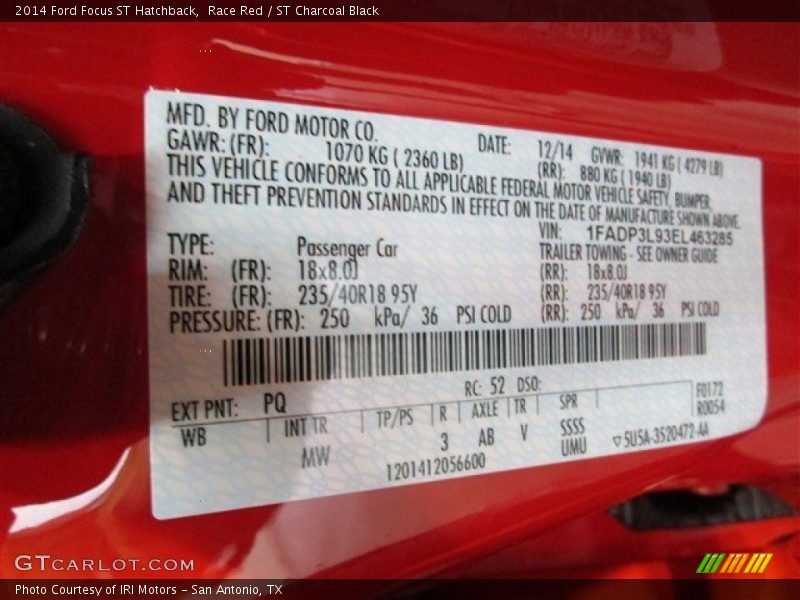 2014 Ford Focus ST Hatchback,  Race Red / ST Charcoal Black
MFD. BY FORD MOTOR CO.
DATE: 12/14 GVWR: 1941 KG ( 4279 LB)
GAWR: (FR): 1070 KG ( 2360 LB) (RR): 880 KG ( 1940 LB)
THIS VEHICLE CONFORMS TO ALL APPLICABLE FEDERAL MOTOR VEHICLE SAFETY, BUMPER,
AND THEFT PREVENTION STANDARDS IN EFFECT ON THE DATE OF MANUFACTURE SHOWN ABOVE.
VIN: 1FADP3L93EL463285
TYPE: Passenger Car TRAILER TOWING - SEE OWNER GUIDE
RIM: (FR): 18x8.0J (RR): 18x8.0J
TIRE: (FR): 235/40R18 95Y (RR): 235/40R18 95Y
PRESSURE: (FR): 250 kPa/ 36 PSI COLD (RR): 250 kPa/ 36 PSI COLD
RC: 52 DSO:
EXT PNT: PQ F0172
R0054
WB INT TR TP/PS R AXLE TR SPR
MW 3 AB V SSSS
UMU
1201412056600 ▽5U5A-3520472-AA
GTCARLOT.COM
Photo Courtesy of IRI Motors – San Antonio, TX